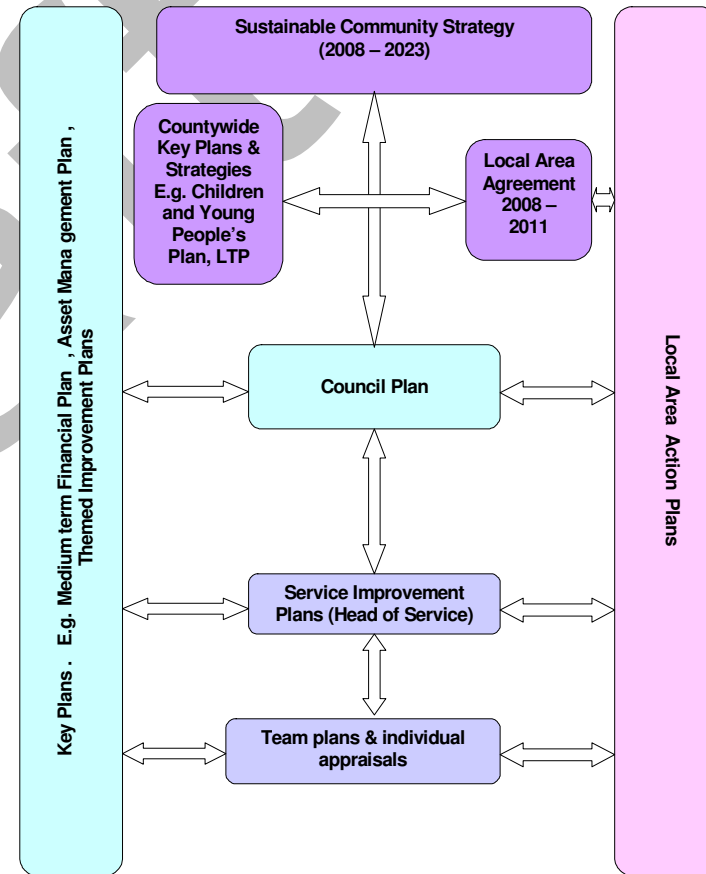 Sustainable Community Strategy
(2008 – 2023)
Countywide
Key Plans &
Strategies
E.g. Children
and Young
People's
Plan, LTP
Local Area
Agreement
2008 –
2011
Key Plans . E.g. Medium term Financial Plan , Asset Mana gement Plan ,
Themed Improvement Plans
Local Area Action Plans
Council Plan
Service Improvement
Plans (Head of Service)
Team plans & individual
appraisals